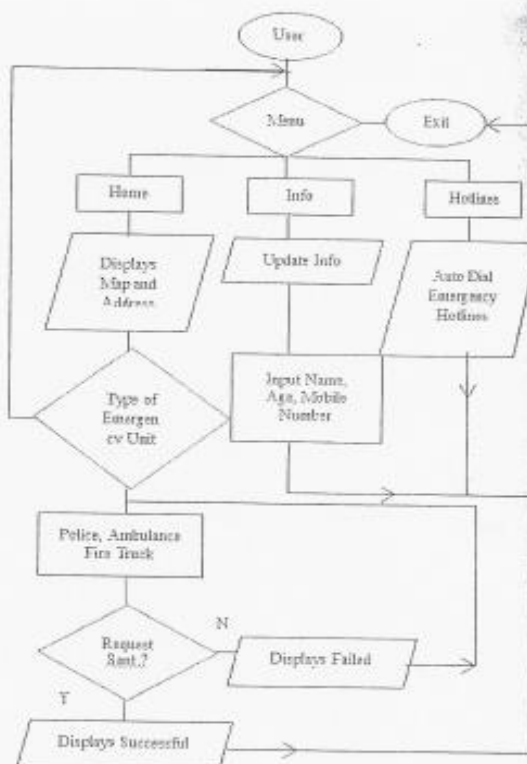 User
Menu
Exit
Home
Info
Hotlines
Displays
Map and
Address
Update Info
Auto Dial
Emergency
Hotlines
Type of
Emergen
cy Unit
Input Name,
Age, Mobile
Number
Police, Ambulance
Fire Truck
Request
Sent.?
N
Displays Failed
Y
Displays Successful